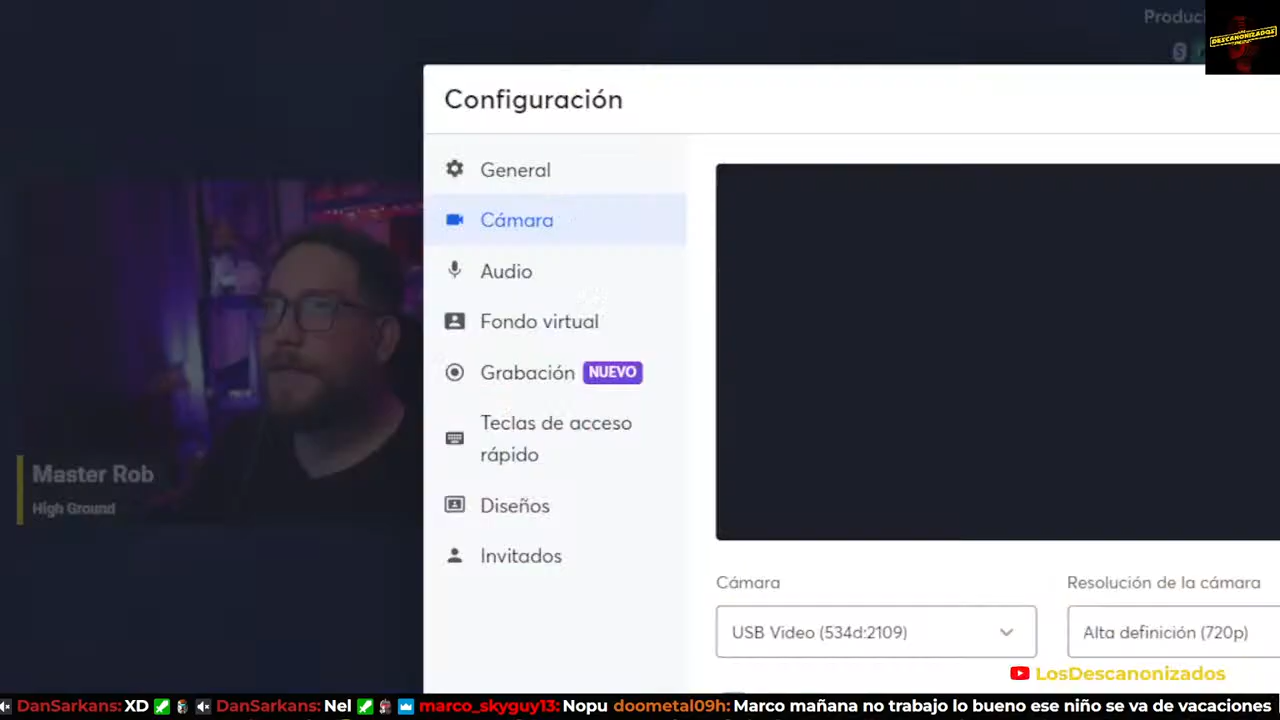 Produc
DESCANONIZADOS
Configuración
General
Cámara
Audio
Fondo virtual
Grabación NUEVO
Teclas de acceso
rápido
Diseños
Invitados
Master Rob
High Ground
Cámara
Resolución de la cámara
USB Video (534d:2109)
Alta definición (720p)
LosDescanonizados
DanSarkans: XD DanSarkans: Nel marco_skyguy13: Nopu doometal09h: Marco mañana no trabajo lo bueno ese niño se va de vacaciones